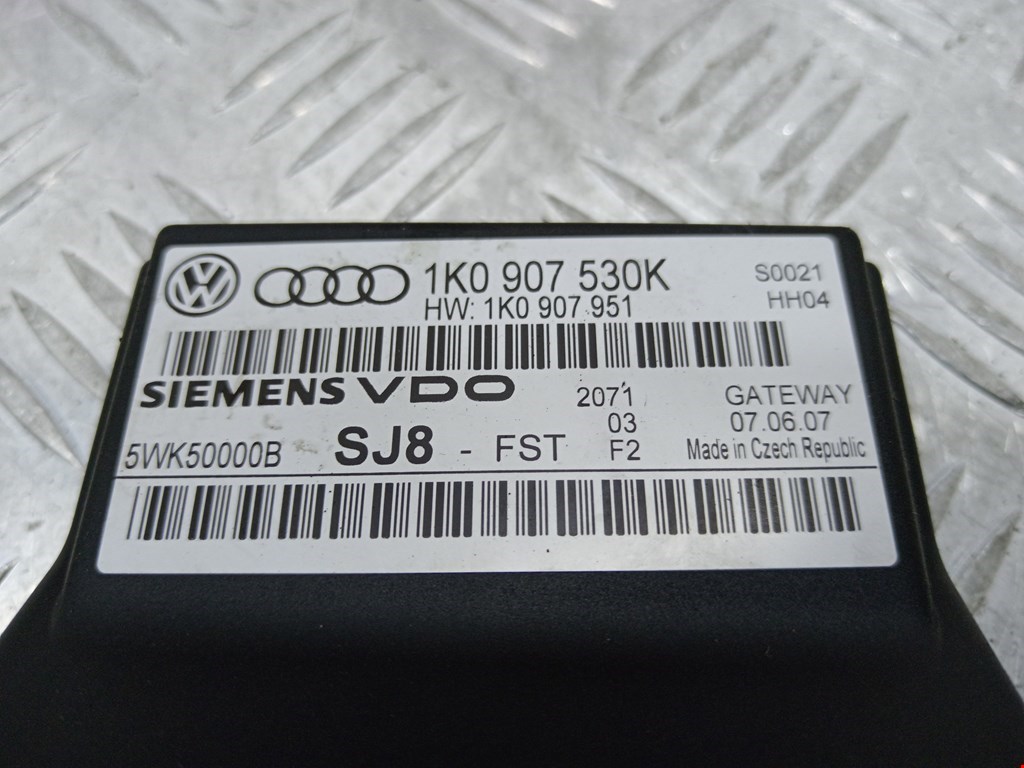 1K0 907 530K
S0021
HW: 1K0 907 951
HH04
SIEMENS VDO
2071
GATEWAY
03
07.06.07
5WK50000B
SJ8 - FST
F2
Made in Czech Republic